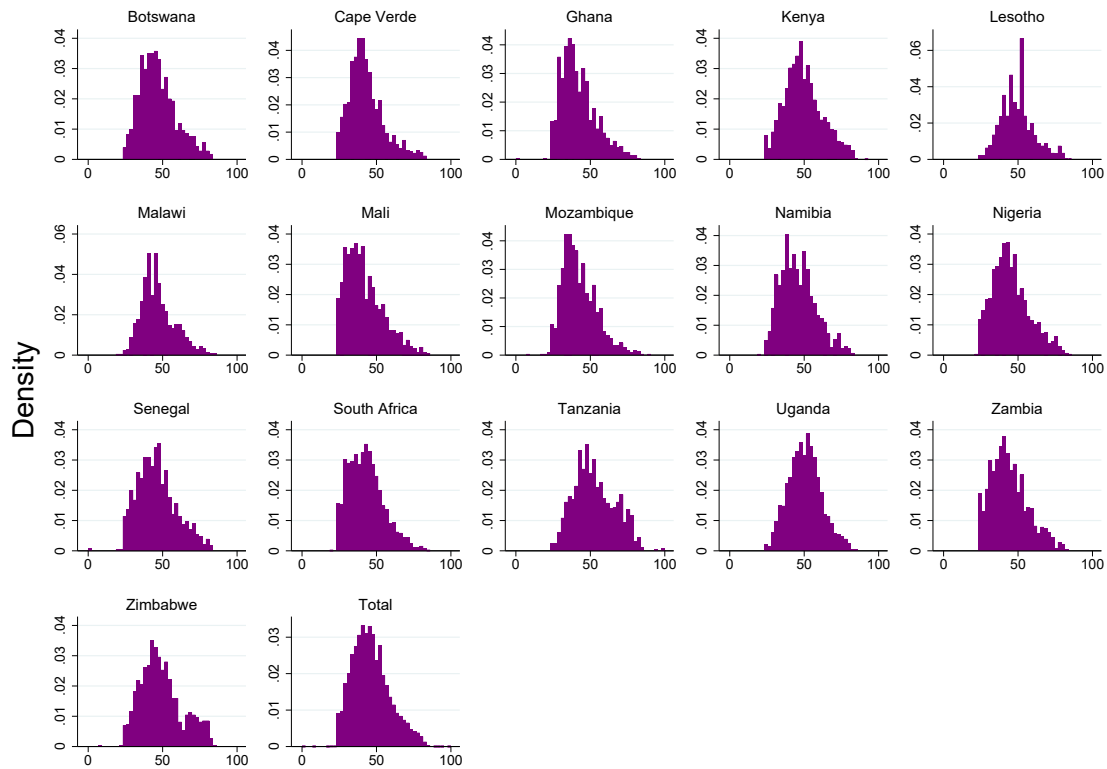 Botswana Cape Verde Ghana Kenya Lesotho
.04 .04 .04 .04 .06
.03 .03 .03 .03 .04
.02 .02 .02 .02 .02
.01 .01 .01 .01
0 0 0 0 0
0 50 100 0 50 100 0 50 100 0 50 100 0 50 100
Malawi Mali Mozambique Namibia Nigeria
.06 .04 .04 .04 .04
.04 .03 .03 .03 .03
.02 .02 .02 .02 .02
.01 .01 .01 .01
0 0 0 0 0
0 50 100 0 50 100 0 50 100 0 50 100 0 50 100
Density
Senegal South Africa Tanzania Uganda Zambia
.04 .04 .04 .04 .04
.03 .03 .03 .03 .03
.02 .02 .02 .02 .02
.01 .01 .01 .01 .01
0 0 0 0 0
0 50 100 0 50 100 0 50 100 0 50 100 0 50 100
Zimbabwe Total
.04 .03
.03 .02
.02 .01
.01
0 0
0 50 100 0 50 100